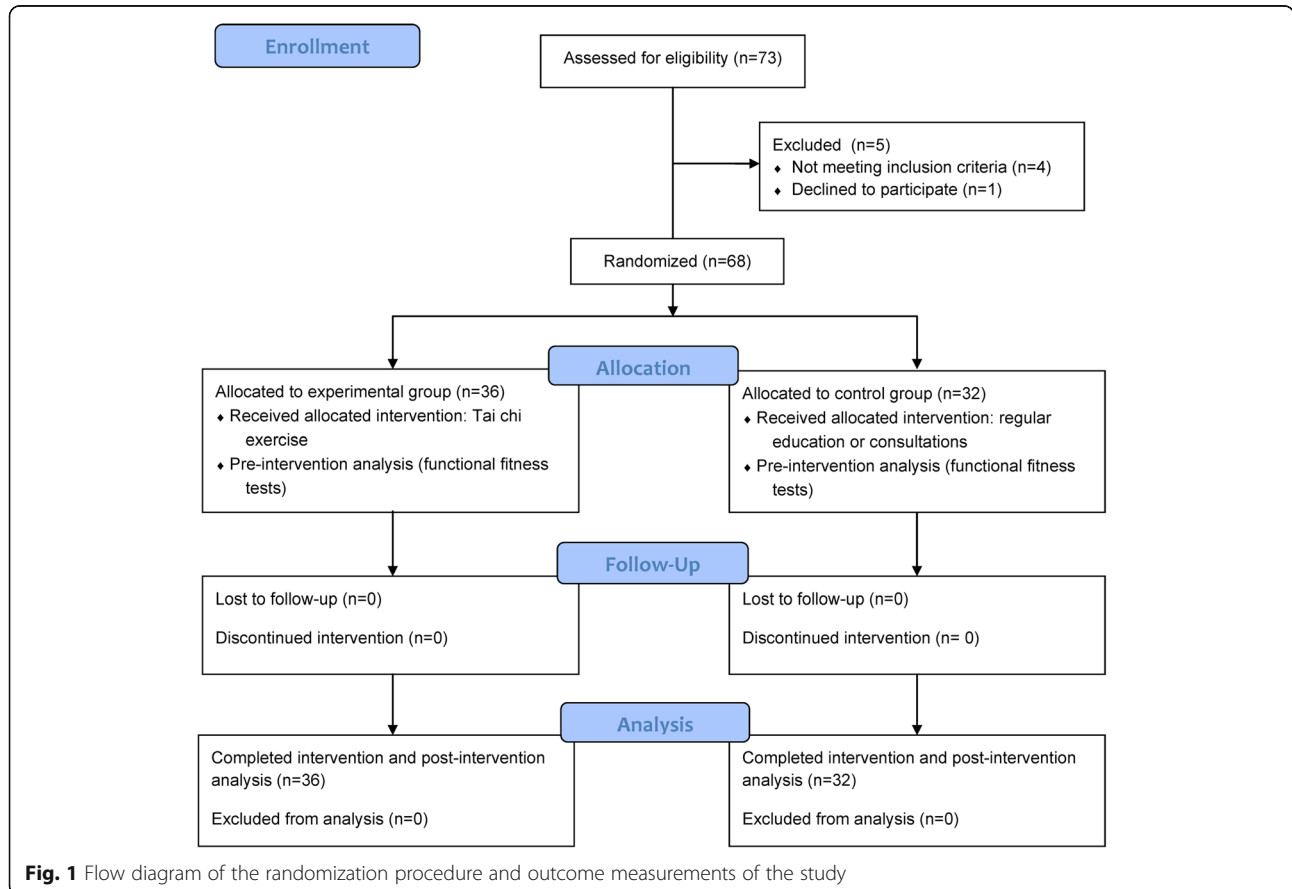 Enrollment
Assessed for eligibility (n=73)
Excluded (n=5)
♦ Not meeting inclusion criteria (n=4)
♦ Declined to participate (n=1)
Randomized (n=68)
Allocation
Allocated to experimental group (n=36)
♦ Received allocated intervention: Tai chi
exercise
♦ Pre-intervention analysis (functional fitness
tests)
Allocated to control group (n=32)
♦ Received allocated intervention: regular
education or consultations
♦ Pre-intervention analysis (functional fitness
tests)
Follow-Up
Lost to follow-up (n=0)
Discontinued intervention (n=0)
Lost to follow-up (n=0)
Discontinued intervention (n= 0)
Analysis
Completed intervention and post-intervention
analysis (n=36)
Excluded from analysis (n=0)
Completed intervention and post-intervention
analysis (n=32)
Excluded from analysis (n=0)
Fig. 1 Flow diagram of the randomization procedure and outcome measurements of the study